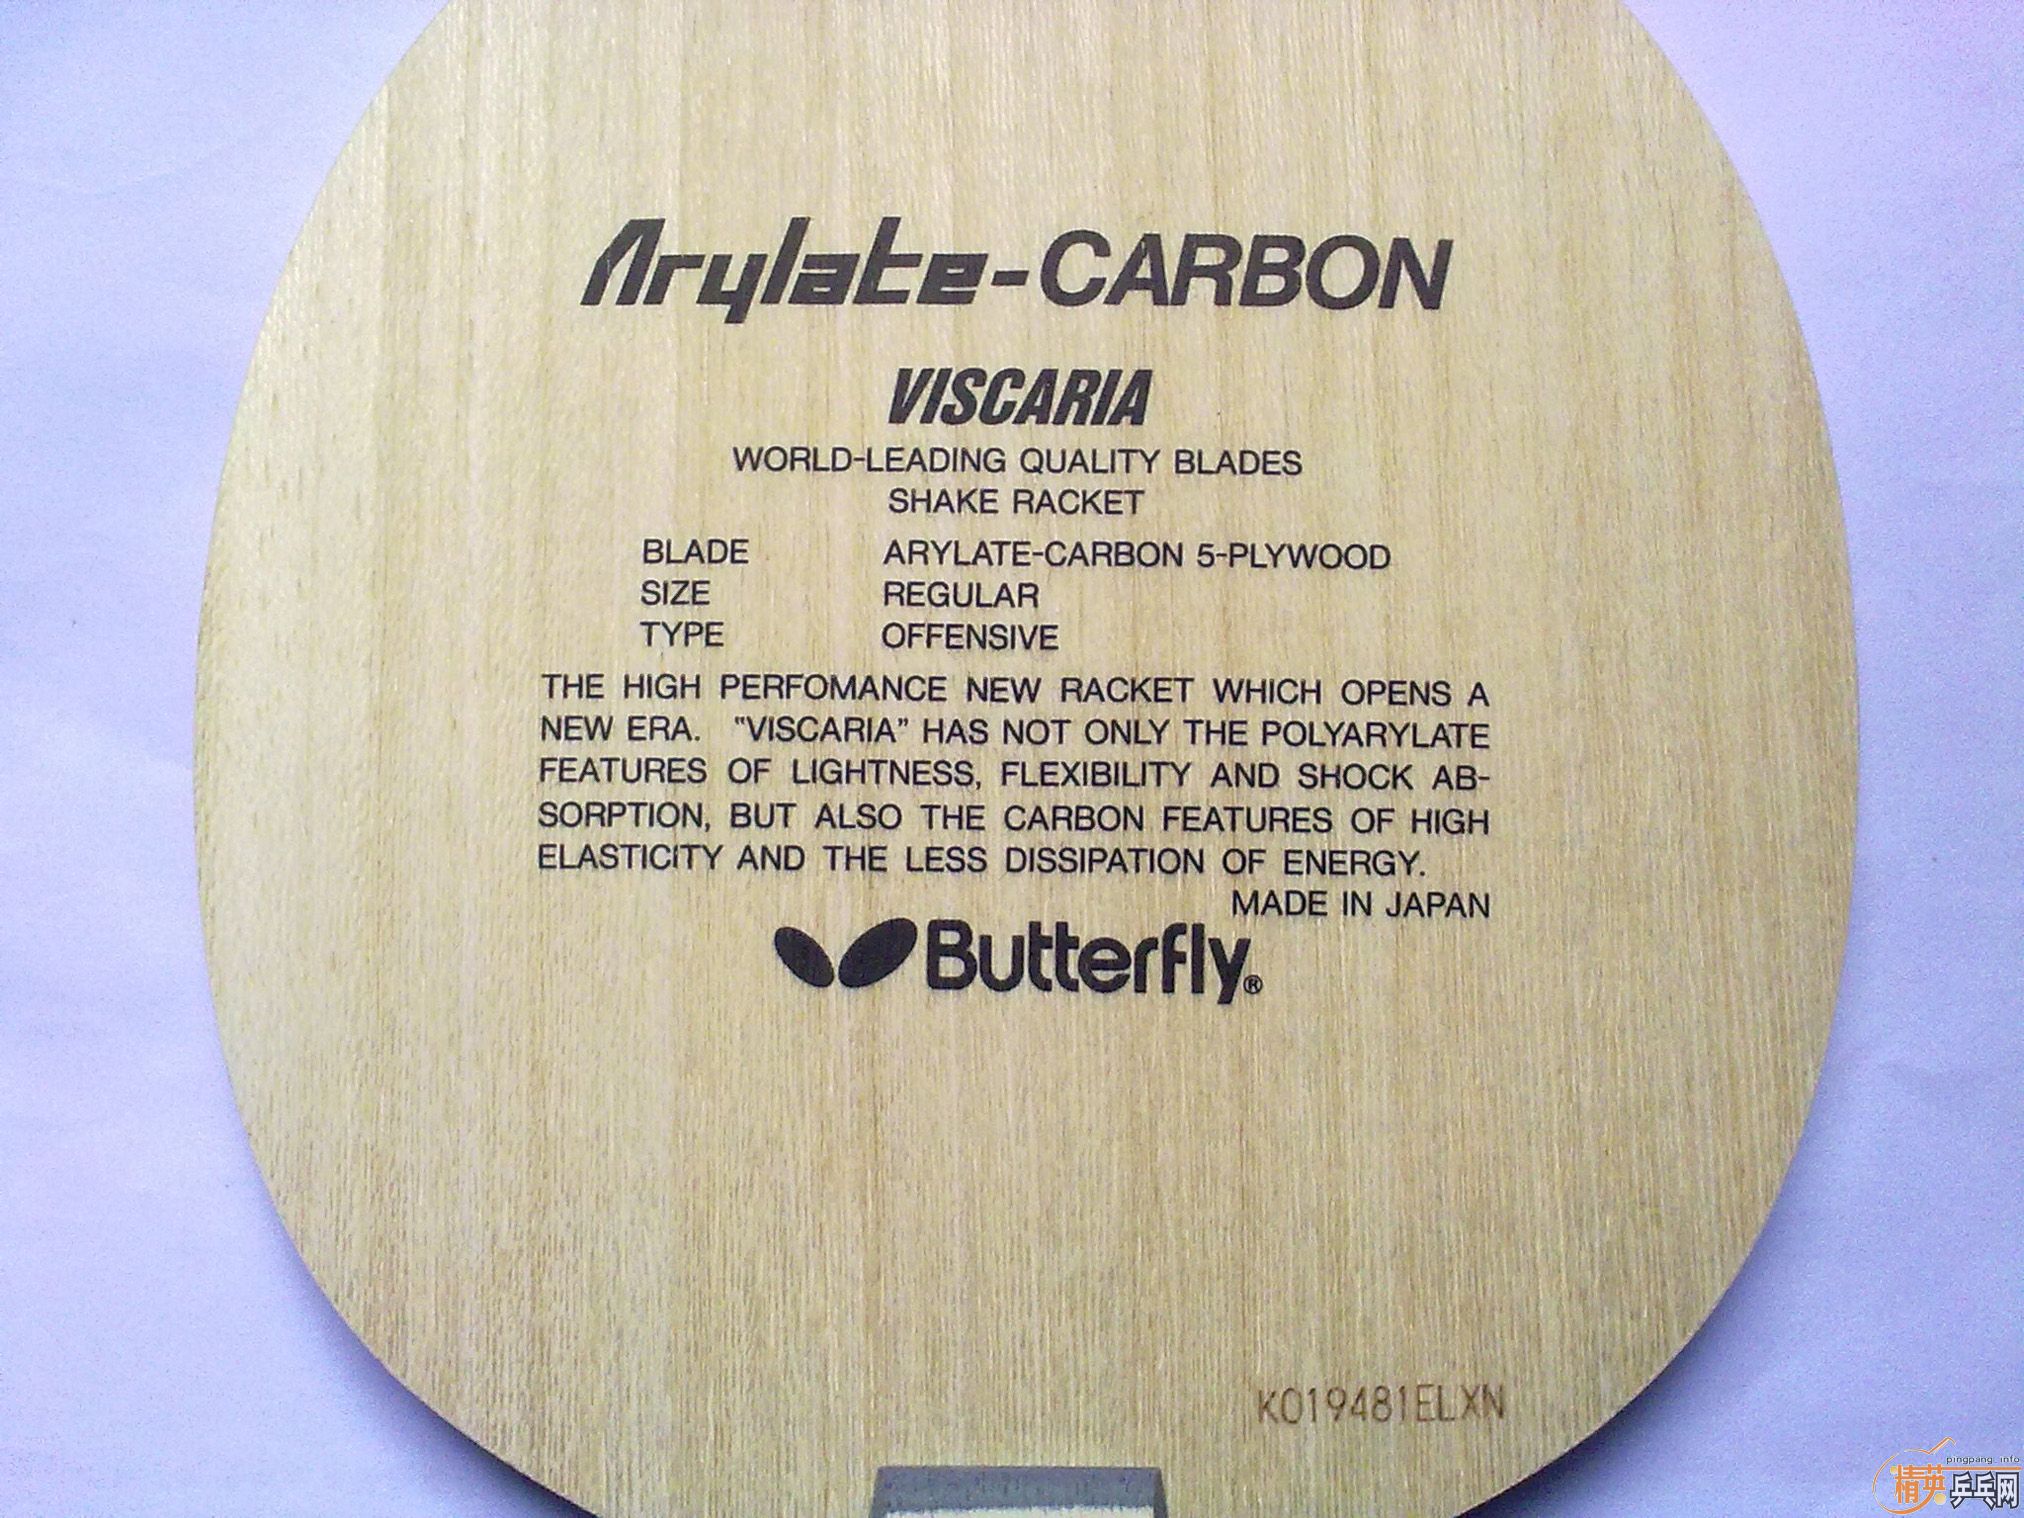 Arylate-CARBON
VISCARIA
WORLD-LEADING QUALITY BLADES
SHAKE RACKET
BLADE ARYLATE-CARBON 5-PLYWOOD
SIZE REGULAR
TYPE OFFENSIVE
THE HIGH PERFOMANCE NEW RACKET WHICH OPENS A
NEW ERA. "VISCARIA" HAS NOT ONLY THE POLYARYLATE
FEATURES OF LIGHTNESS, FLEXIBILITY AND SHOCK AB-
SORPTION, BUT ALSO THE CARBON FEATURES OF HIGH
ELASTICITY AND THE LESS DISSIPATION OF ENERGY.
MADE IN JAPAN
Butterfly®
K019481ELXN
pingpang.info
精英乒乓网